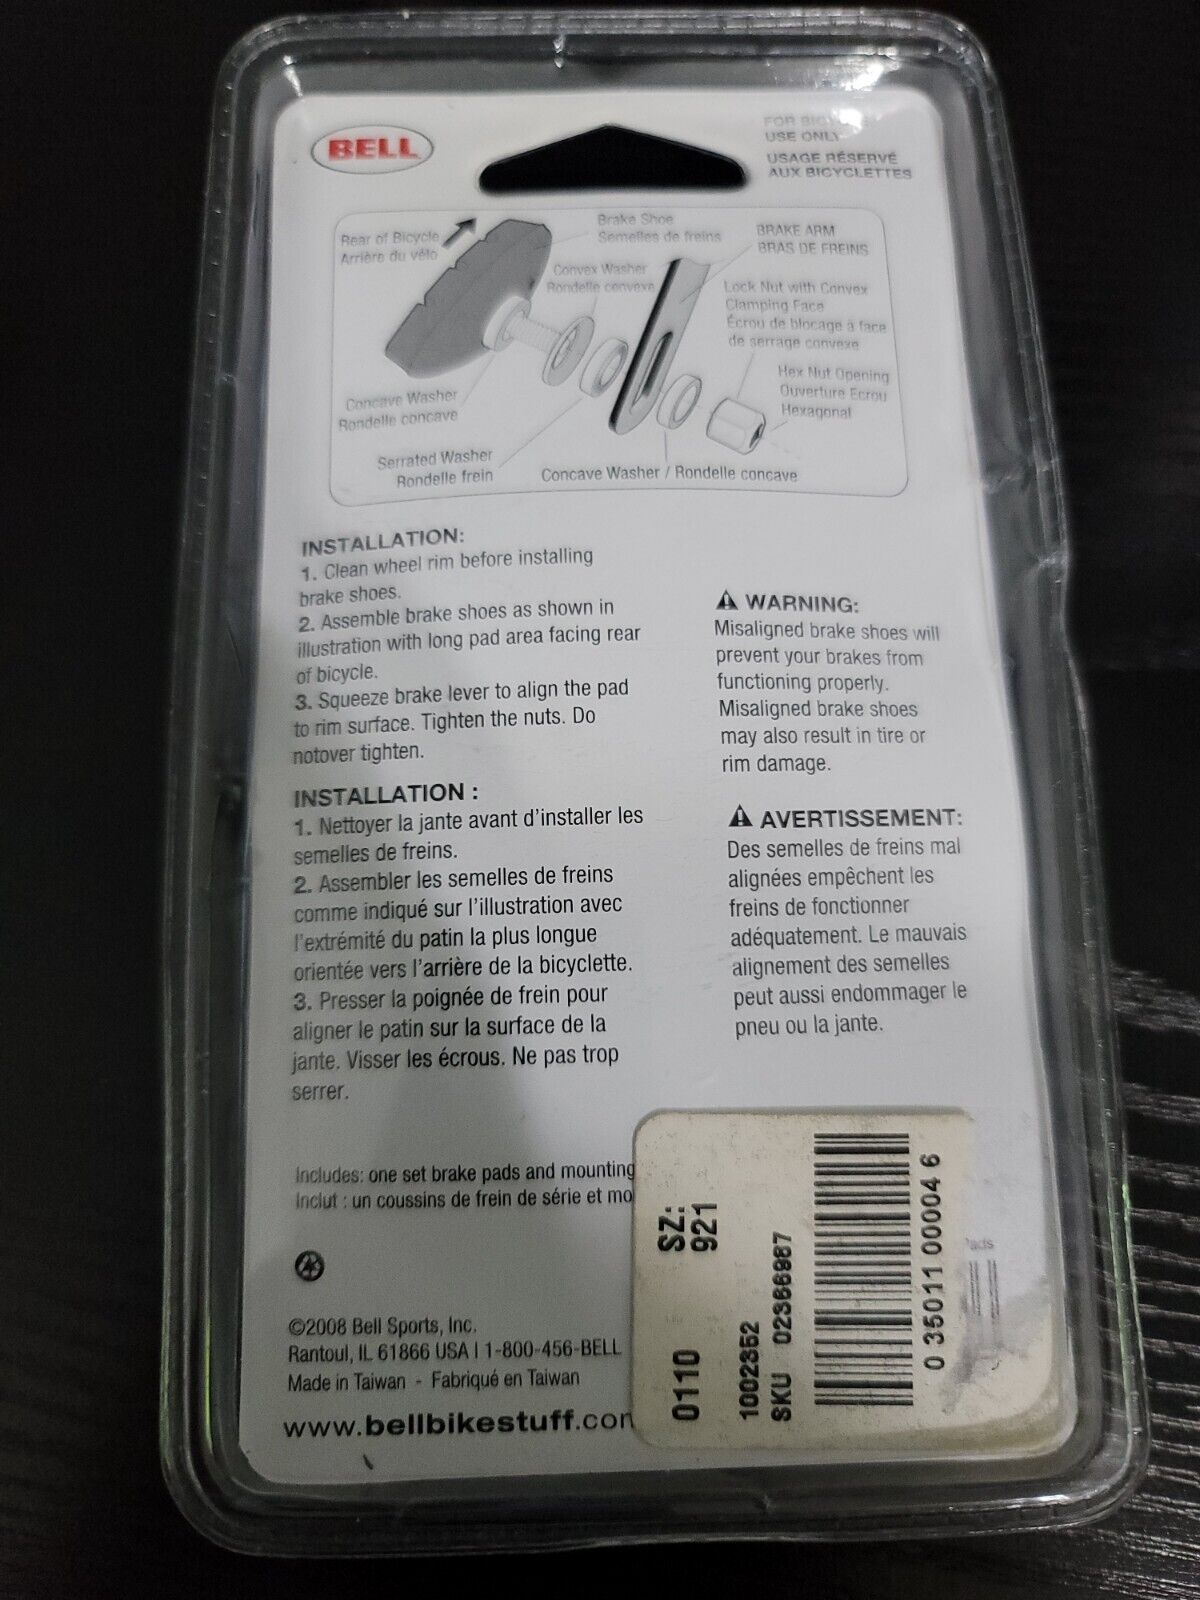 BELL
FOR BICYCLE
USE ONLY
USAGE RÉSERVÉ
AUX BICYCLETTES
Rear of Bicycle
Arrière du vélo
Brake Shoe
Semelles de freins
BRAKE ARM
BRAS DE FREINS
Convex Washer
Rondelle convexe
Lock Nut with Convex
Clamping Face
Écrou de blocage à face
de serrage convexe
Hex Nut Opening
Ouverture Ecrou
Hexagonal
Concave Washer
Rondelle concave
Serrated Washer
Rondelle frein
Concave Washer / Rondelle concave
INSTALLATION:
1. Clean wheel rim before installing
brake shoes.
2. Assemble brake shoes as shown in
illustration with long pad area facing rear
of bicycle.
3. Squeeze brake lever to align the pad
to rim surface. Tighten the nuts. Do
notover tighten.
INSTALLATION :
1. Nettoyer la jante avant d'installer les
semelles de freins.
2. Assembler les semelles de freins
comme indiqué sur l'illustration avec
l'extrémité du patin la plus longue
orientée vers l'arrière de la bicyclette.
3. Presser la poignée de frein pour
aligner le patin sur la surface de la
jante. Visser les écrous. Ne pas trop
serrer.
WARNING:
Misaligned brake shoes will
prevent your brakes from
functioning properly.
Misaligned brake shoes
may also result in tire or
rim damage.
AVERTISSEMENT:
Des semelles de freins mal
alignées empêchent les
freins de fonctionner
adéquatement. Le mauvais
alignement des semelles
peut aussi endommager le
pneu ou la jante.
Includes: one set brake pads and mounting
Inclut : un coussins de frein de série et mo
©2008 Bell Sports, Inc.
Rantoul, IL 61866 USA | 1-800-456-BELL
Made in Taiwan - Fabriqué en Taiwan
www.bellbikestuff.com
SZ:
921
0110
1002352
SKU 02366987
0 35011 00004 6